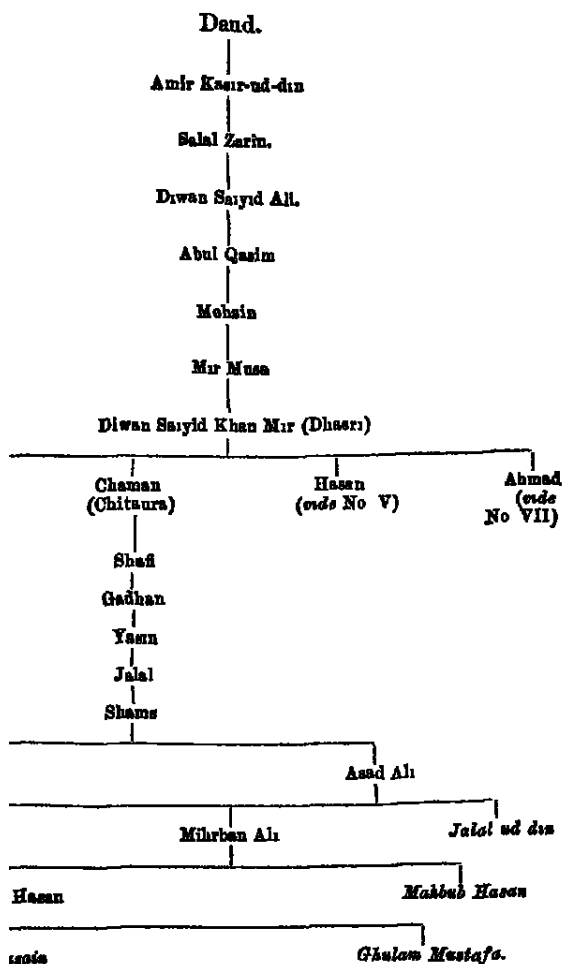 Daud.
Amir Kasir-ud-din
Salal Zarin.
Diwan Saiyid Ali.
Abul Qasim
Mohsin
Mir Musa
Diwan Saiyid Khan Mir (Dhasri)
Chaman
(Chitaura)
Hasan
(vide No V)
Ahmad
(vide
No VII)
Shafi
Gadhan
Yasin
Jalal
Shams
Asad Ali
Mihrban Ali
Jalal ud din
Hasan
Mahbub Hasan
Ghulam Mustafa.